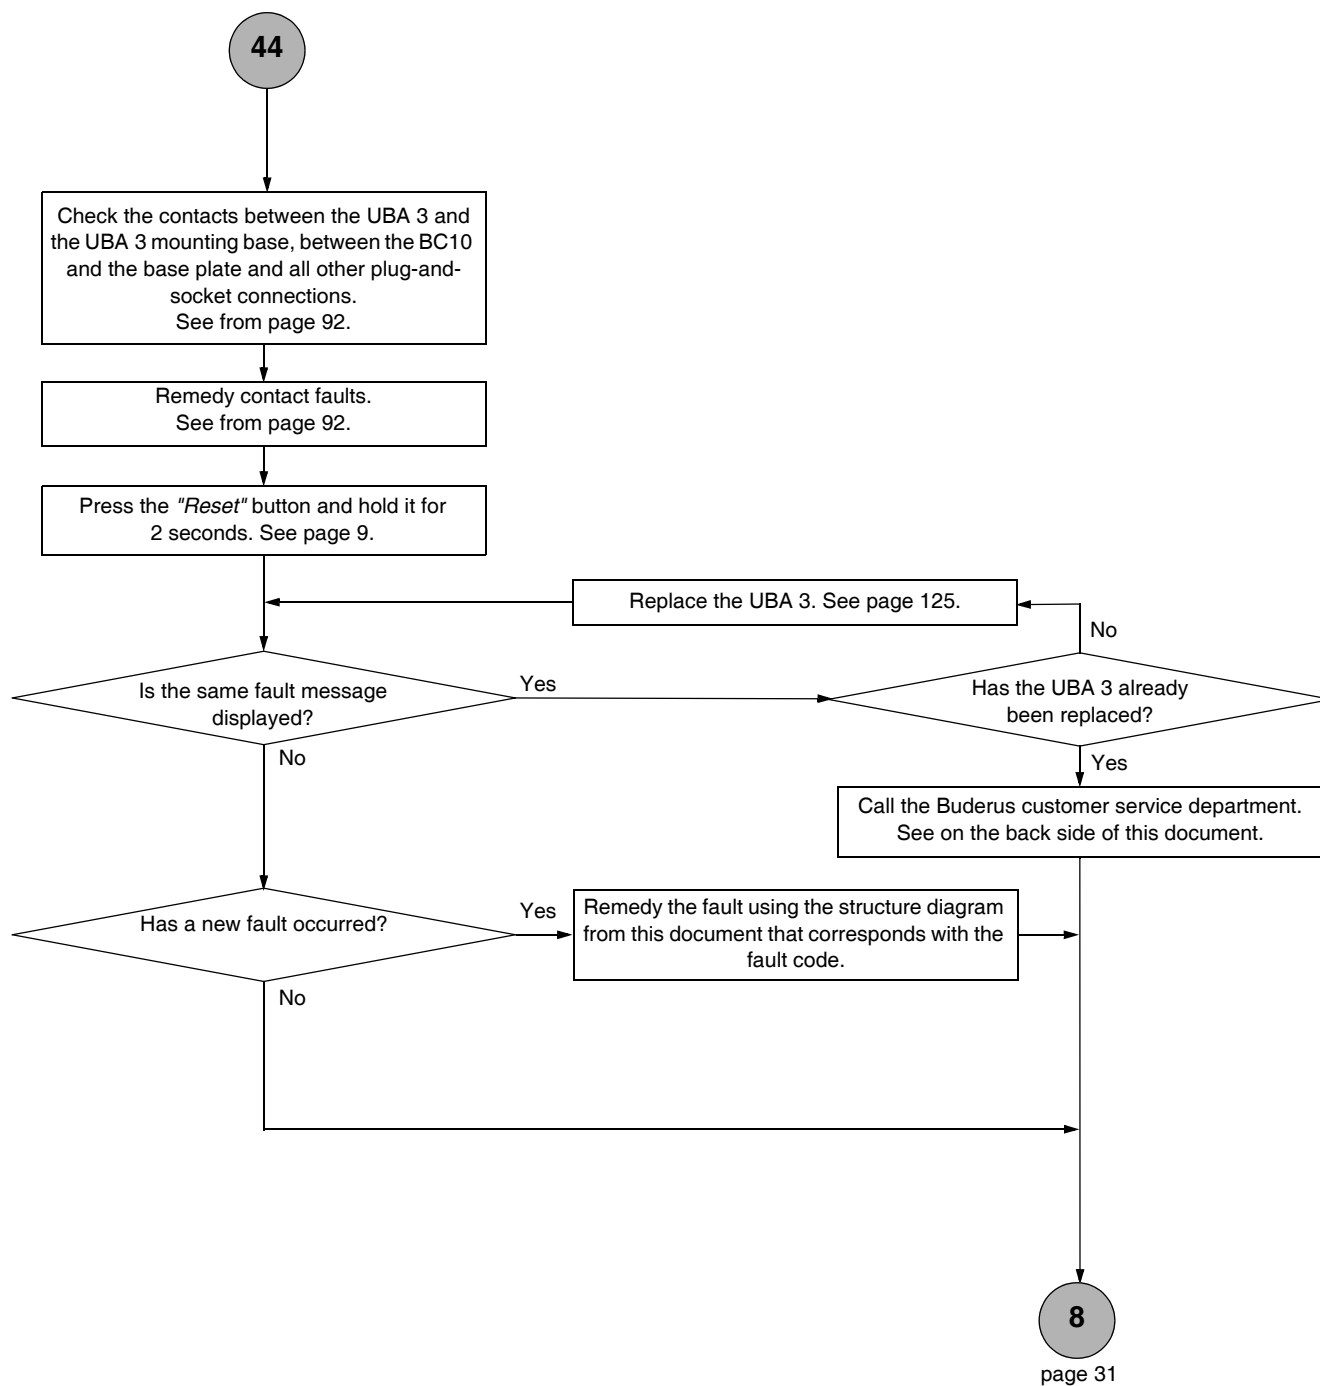 44
Check the contacts between the UBA 3 and
the UBA 3 mounting base, between the BC10
and the base plate and all other plug-and-
socket connections.
See from page 92.
Remedy contact faults.
See from page 92.
Press the "Reset" button and hold it for
2 seconds. See page 9.
Replace the UBA 3. See page 125.
No
Is the same fault message
displayed?
Yes
Has the UBA 3 already
been replaced?
No
Yes
Call the Buderus customer service department.
See on the back side of this document.
Has a new fault occurred?
Yes
Remedy the fault using the structure diagram
from this document that corresponds with the
fault code.
No
8
page 31